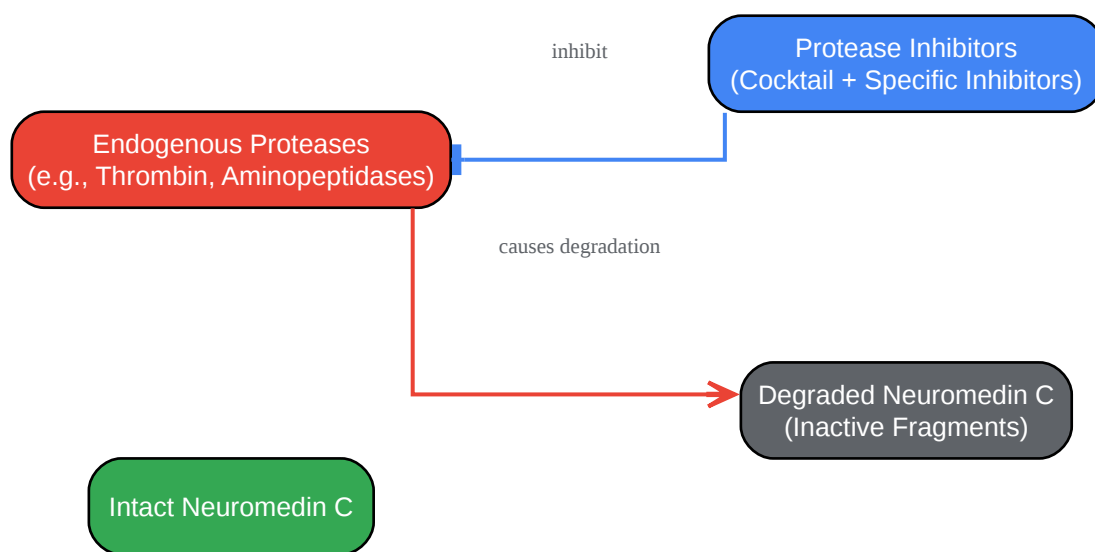 inhibit
Protease Inhibitors
(Cocktail + Specific Inhibitors)
Endogenous Proteases
(e.g., Thrombin, Aminopeptidases)
causes degradation
Degraded Neuromedin C
(Inactive Fragments)
Intact Neuromedin C